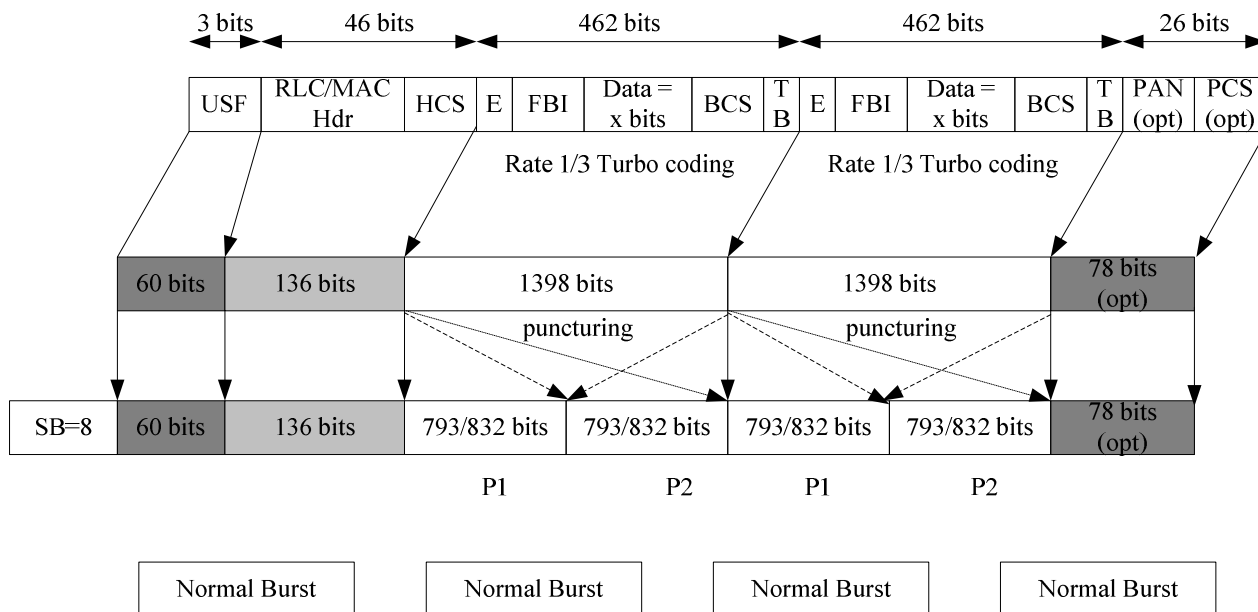 3 bits 46 bits 462 bits 462 bits 26 bits
USF RLC/MAC Hdr HCS E FBI Data = x bits BCS T B E FBI Data = x bits BCS T B PAN (opt) PCS (opt)
Rate 1/3 Turbo coding Rate 1/3 Turbo coding
60 bits 136 bits 1398 bits 1398 bits 78 bits (opt)
puncturing puncturing
SB=8 60 bits 136 bits 793/832 bits 793/832 bits 793/832 bits 793/832 bits 78 bits (opt)
P1 P2 P1 P2
Normal Burst Normal Burst Normal Burst Normal Burst